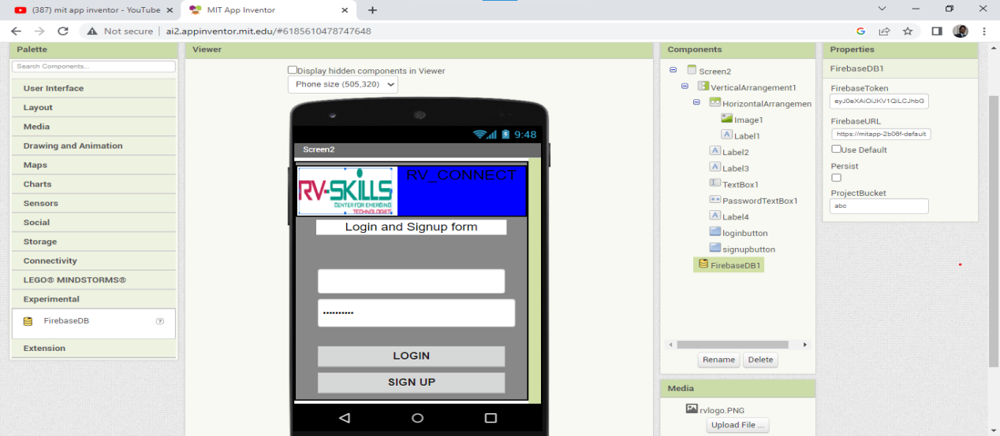 (387) mit app inventor - YouTube
MIT App Inventor
Not secure | ai2.appinventor.mit.edu/#6185610478747648
Palette
Search Components...
User Interface
Layout
Media
Drawing and Animation
Maps
Charts
Sensors
Social
Storage
Connectivity
LEGO® MINDSTORMS®
Experimental
FirebaseDB
Extension
Viewer
Display hidden components in Viewer
Phone size (505,320)
9:48
Screen2
RV-SKILLS
CENTER FOR EMERGING
TECHNOLOGIES
RV_CONNECT
Login and Signup form
LOGIN
SIGN UP
Components
Screen2
VerticalArrangement1
HorizontalArrangemen
Image1
Label1
Label2
Label3
TextBox1
PasswordTextBox1
Label4
loginbutton
signupbutton
FirebaseDB1
Rename Delete
Media
rvlogo.PNG
Upload File ...
Properties
FirebaseDB1
FirebaseToken
eyJ0eXAiOiJKV1QiLCJhbG
FirebaseURL
https://mitapp-2b06f-default
Use Default
Persist
ProjectBucket
abc